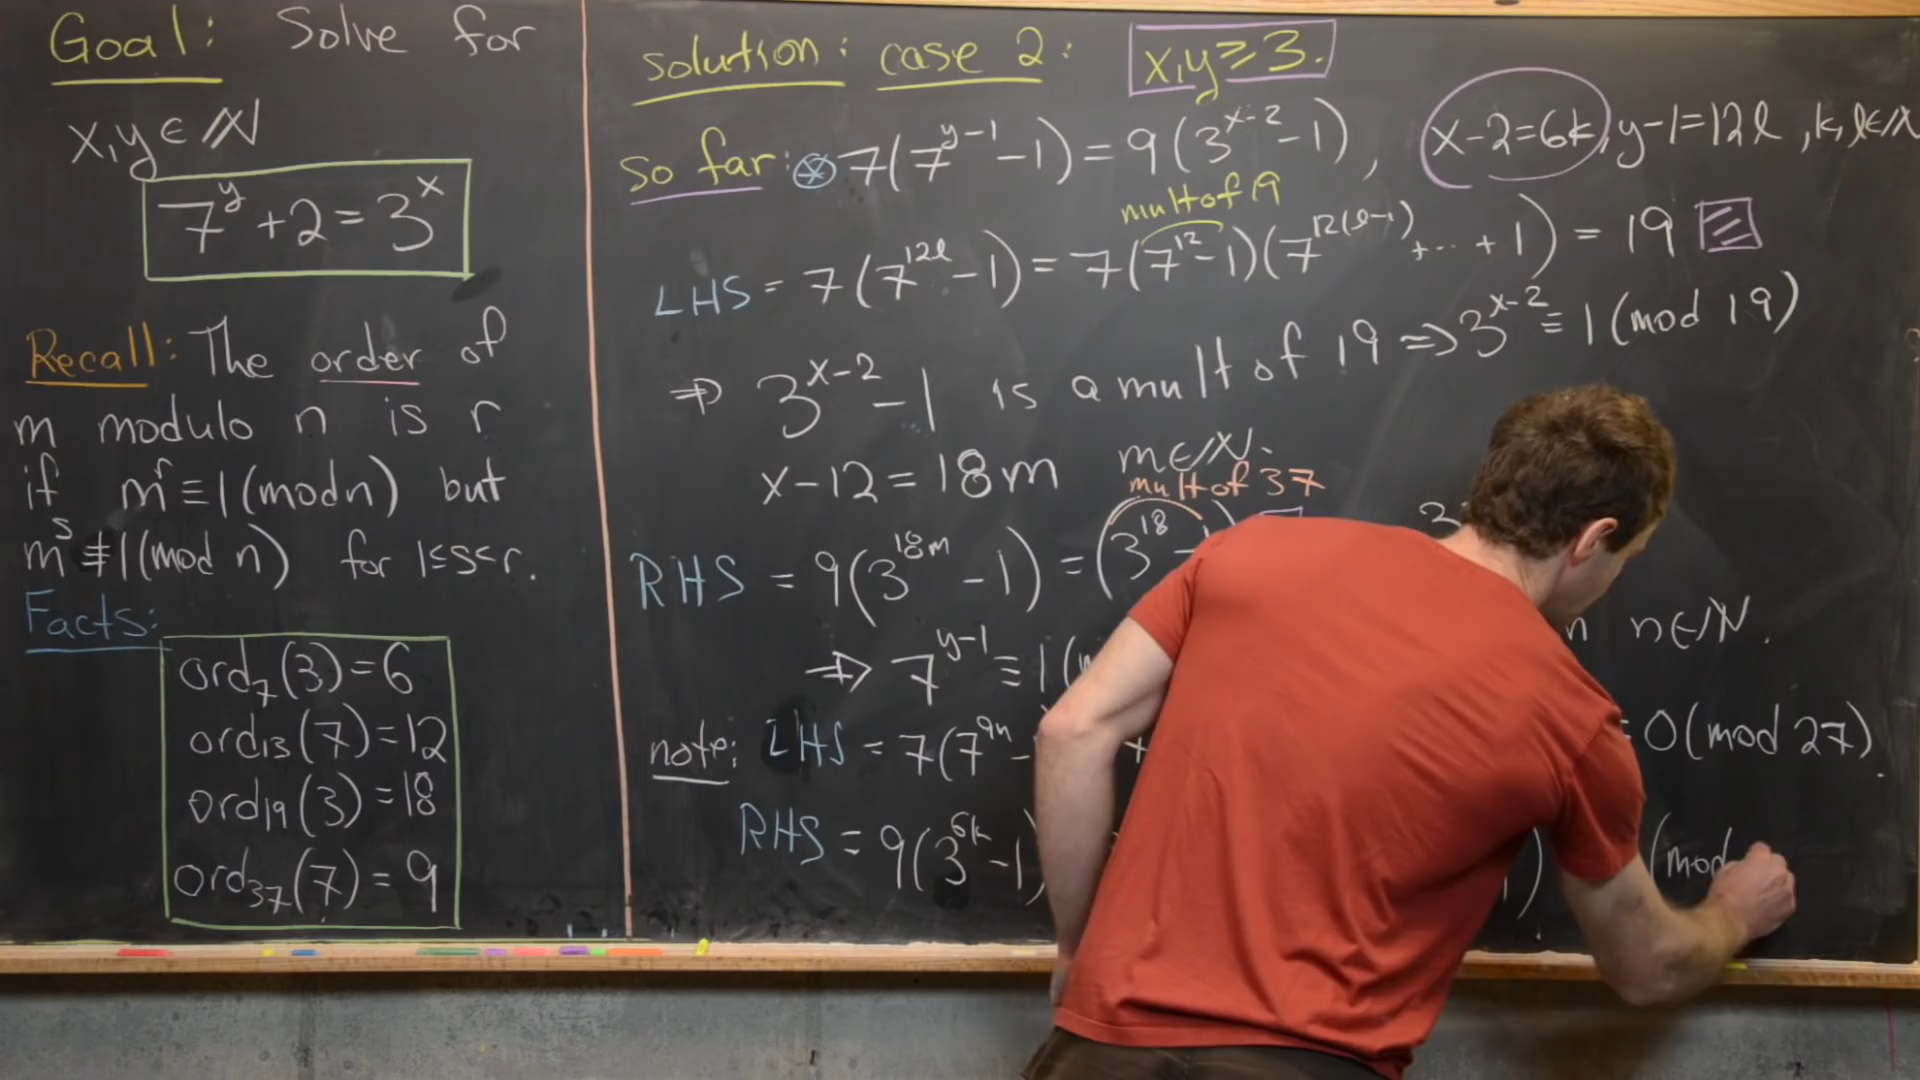 Goal: Solve for
x,y ∈ ℕ
7^y + 2 = 3^x
Recall: The order of
m modulo n is r
if m^r ≡ 1 (mod n) but
m^s ≢ 1 (mod n) for 1≤s<r.
Facts:
ord_7(3) = 6
ord_13(7) = 12
ord_19(3) = 18
ord_37(7) = 9
solution: case 2: x,y ≥ 3.
so far: ⊛ 7(7^{y-1} - 1) = 9(3^{x-2} - 1), x-2=6k, y-1=12l, k,l∈ℕ
mult of 19
LHS = 7(7^{12l} - 1) = 7(7^{12} - 1)(7^{12(l-1)} + ... + 1) = 19
⇒ 3^{x-2} - 1 is a mult of 19 ⇒ 3^{x-2} ≡ 1 (mod 19)
x-12 = 18m m∈ℕ.
mult of 37
RHS = 9(3^{18m} - 1) = (3^{18} - 3
⇒ 7^{y-1} ≡ 1 ( n n∈ℕ.
note: LHS = 7(7^{9n} - 0 (mod 27).
RHS = 9(3^{6k} - 1) 1) (mod